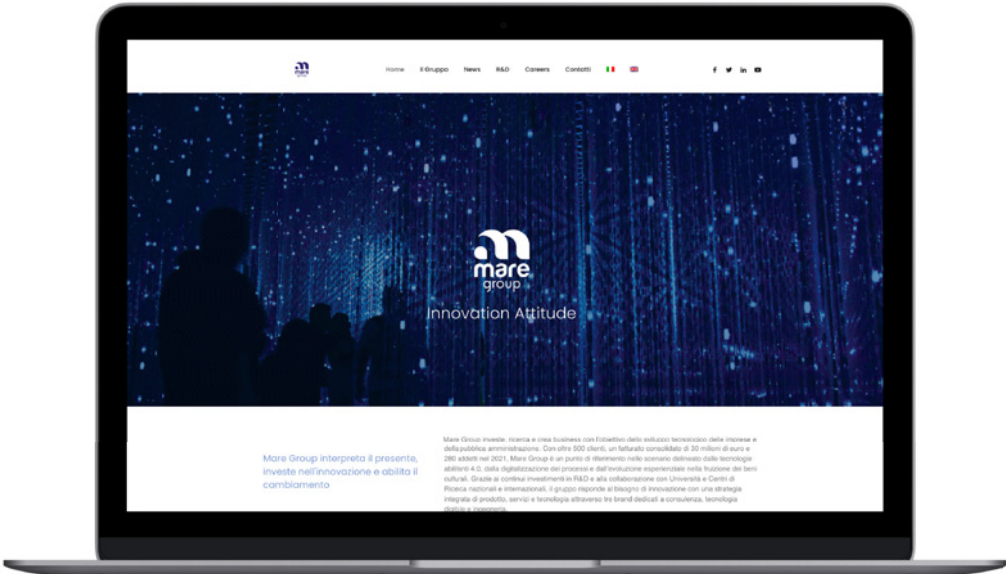 mare
group
Home Il Gruppo News R&D Careers Contatti
mare
group
Innovation Attitude
Mare Group interpreta il presente,
investe nell'innovazione e abilita il
cambiamento
Mare Group investe, ricerca e crea business con l'obiettivo dello sviluppo tecnologico delle imprese e
della pubblica amministrazione. Con oltre 500 clienti, un fatturato consolidato di 30 milioni di euro e
280 addetti nel 2021, Mare Group è un punto di riferimento nello scenario delineato dalle tecnologie
abilitanti 4.0, dalla digitalizzazione dei processi e dall'evoluzione esperienziale nella fruizione dei beni
culturali. Grazie ai continui investimenti in R&D e alla collaborazione con Università e Centri di
Ricerca nazionali e internazionali, il gruppo risponde al bisogno di innovazione con una strategia
integrata di prodotto, servizi e tecnologia attraverso tre brand dedicati a consulenza, tecnologia
digitale e ingegneria.